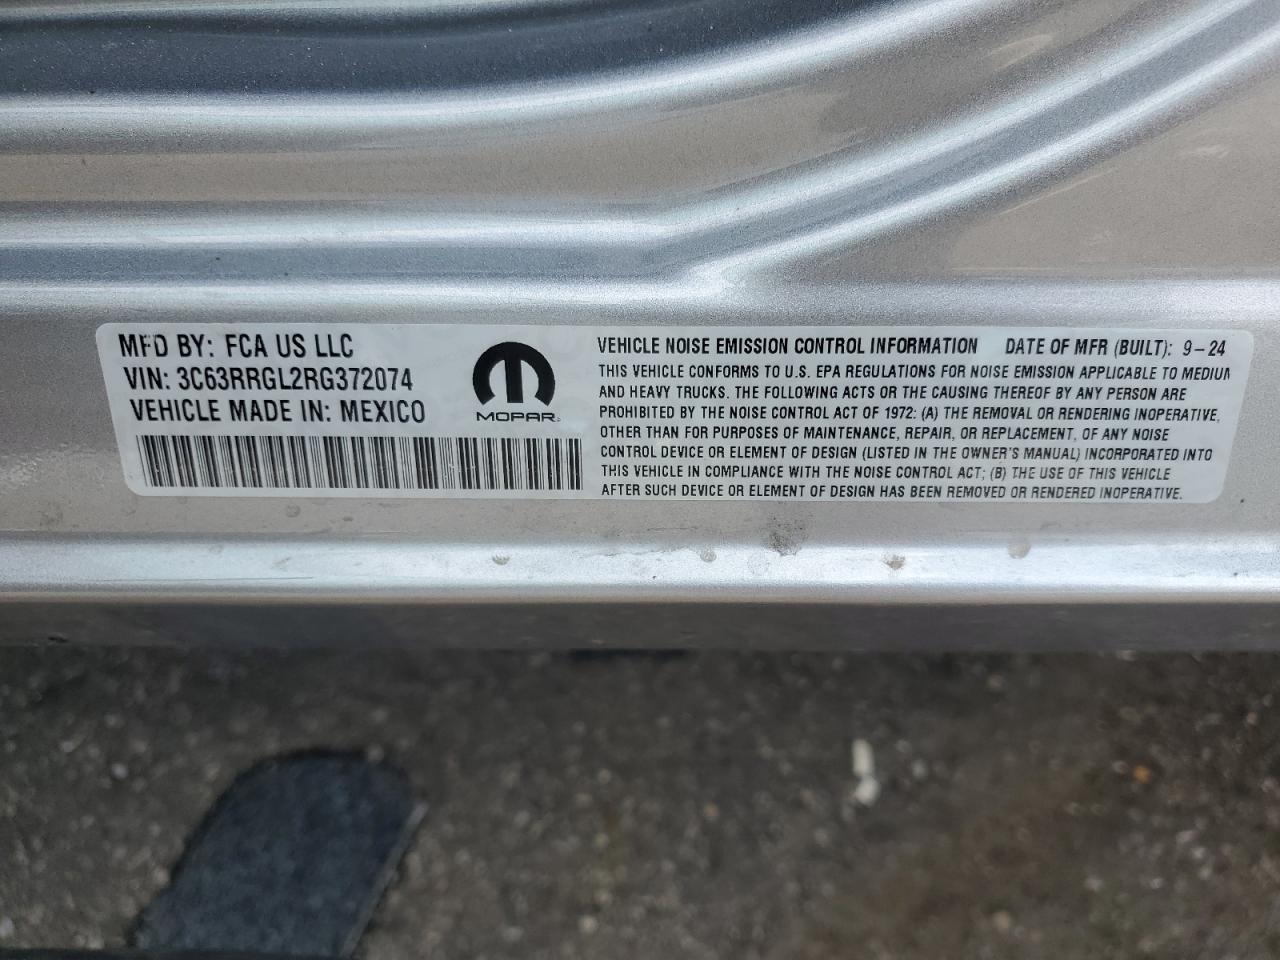 MFD BY: FCA US LLC
VIN: 3C63RRGL2RG372074
VEHICLE MADE IN: MEXICO
MOPAR
VEHICLE NOISE EMISSION CONTROL INFORMATION DATE OF MFR (BUILT): 9-24
THIS VEHICLE CONFORMS TO U.S. EPA REGULATIONS FOR NOISE EMISSION APPLICABLE TO MEDIUM
AND HEAVY TRUCKS. THE FOLLOWING ACTS OR THE CAUSING THEREOF BY ANY PERSON ARE
PROHIBITED BY THE NOISE CONTROL ACT OF 1972: (A) THE REMOVAL OR RENDERING INOPERATIVE,
OTHER THAN FOR PURPOSES OF MAINTENANCE, REPAIR, OR REPLACEMENT, OF ANY NOISE
CONTROL DEVICE OR ELEMENT OF DESIGN (LISTED IN THE OWNER'S MANUAL) INCORPORATED INTO
THIS VEHICLE IN COMPLIANCE WITH THE NOISE CONTROL ACT; (B) THE USE OF THIS VEHICLE
AFTER SUCH DEVICE OR ELEMENT OF DESIGN HAS BEEN REMOVED OR RENDERED INOPERATIVE.